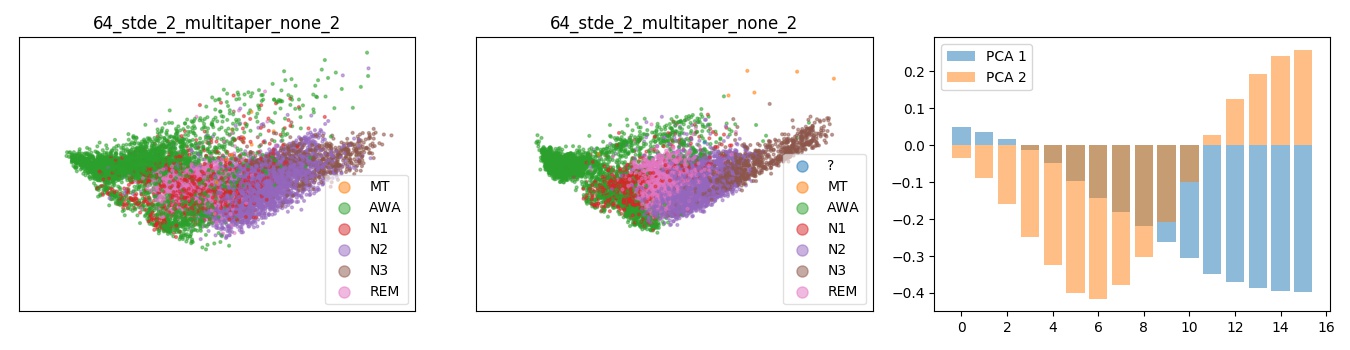 64_stde_2_multitaper_none_2
MT
AWA
N1
N2
N3
REM
64_stde_2_multitaper_none_2
?
MT
AWA
N1
N2
N3
REM
PCA 1
PCA 2
0.2
0.1
0.0
−0.1
−0.2
−0.3
−0.4
0 2 4 6 8 10 12 14 16